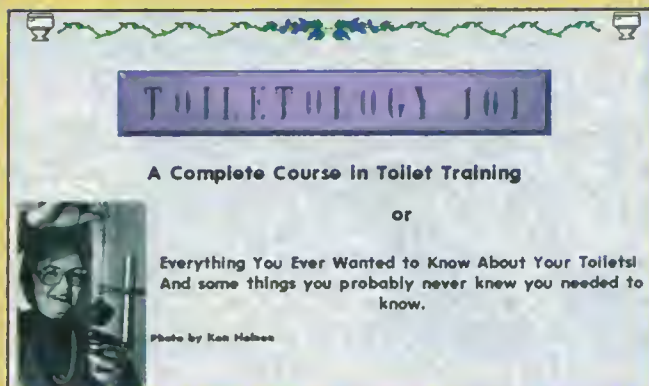 TOILETOLOGY 101
A Complete Course in Toilet Training
or
Everything You Ever Wanted to Know About Your Toilets!
And some things you probably never knew you needed to
know.
Photo by Ken